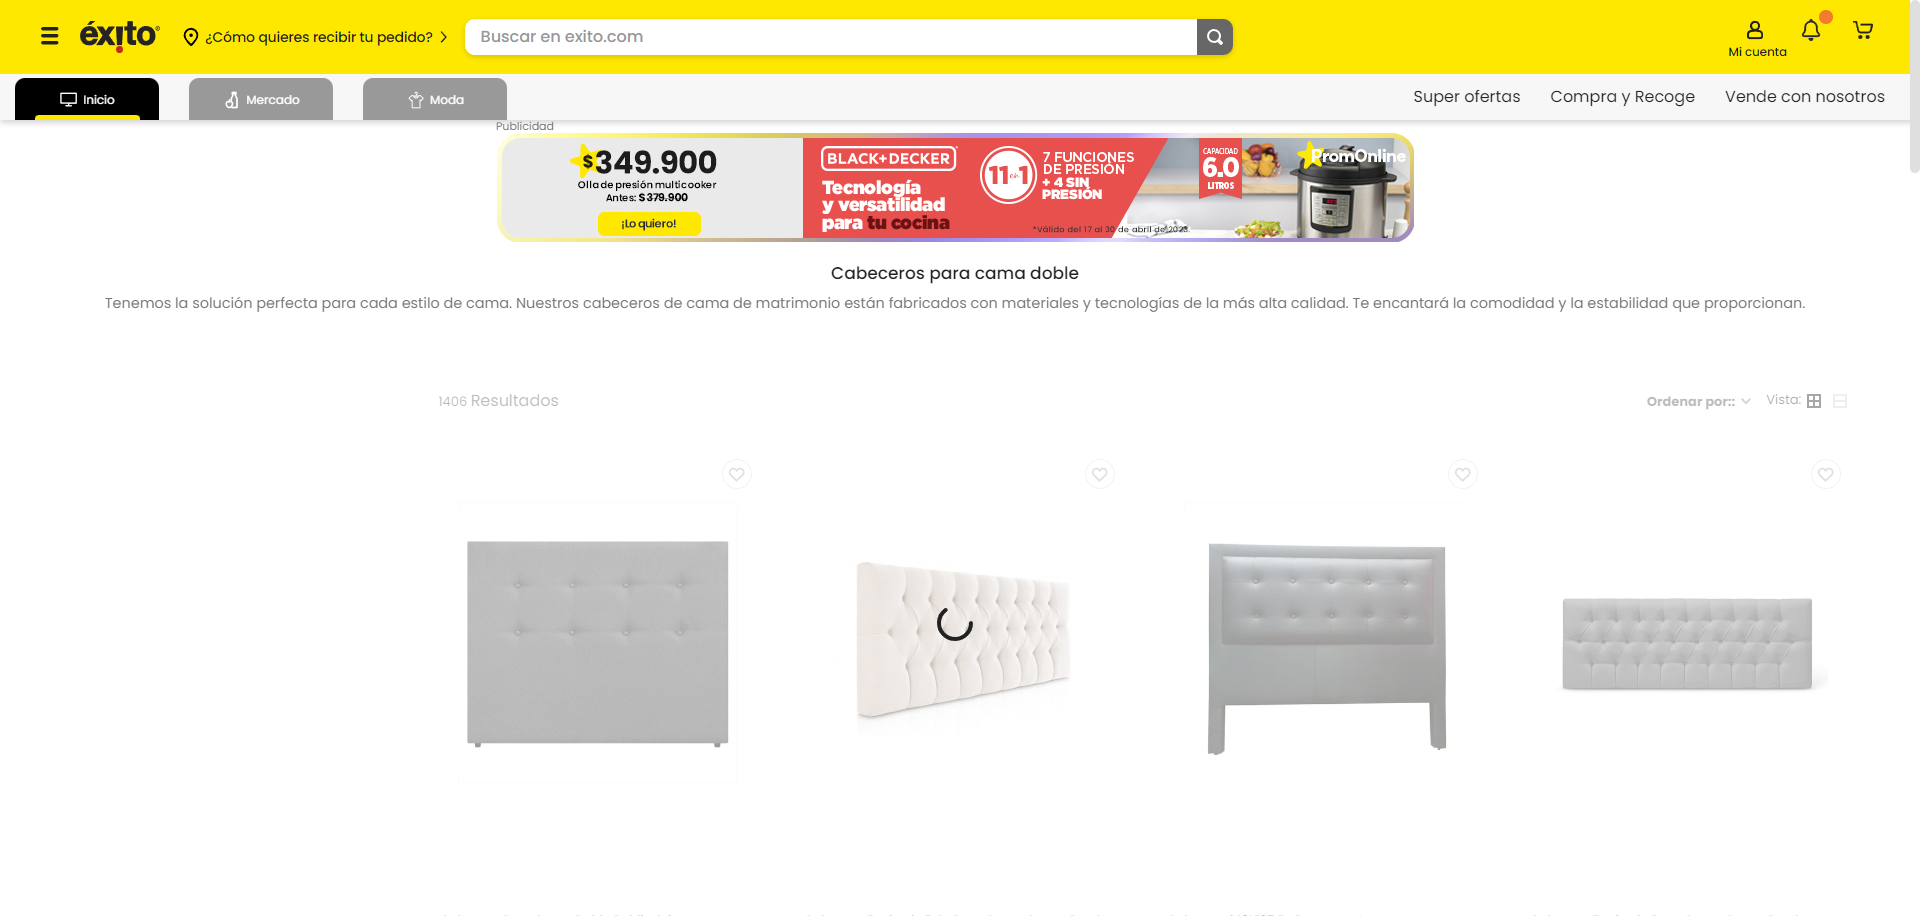 éxito
¿Cómo quieres recibir tu pedido?
Buscar en exito.com
Mi cuenta
Inicio
Mercado
Moda
Super ofertas
Compra y Recoge
Vende con nosotros
Publicidad
$349.900
Olla de presión multicooker
Antes: $379.900
¡Lo quiero!
BLACK+DECKER
Tecnología
y versatilidad
para tu cocina
11 en 1
7 FUNCIONES
DE PRESIÓN
+ 4 SIN
PRESIÓN
CAPACIDAD
6.0
LITROS
PromOnline
*Válido del 17 al 30 de abril de 2023.
Cabeceros para cama doble
Tenemos la solución perfecta para cada estilo de cama. Nuestros cabeceros de cama de matrimonio están fabricados con materiales y tecnologías de la más alta calidad. Te encantará la comodidad y la estabilidad que proporcionan.
1406 Resultados
Ordenar por::
Vista: